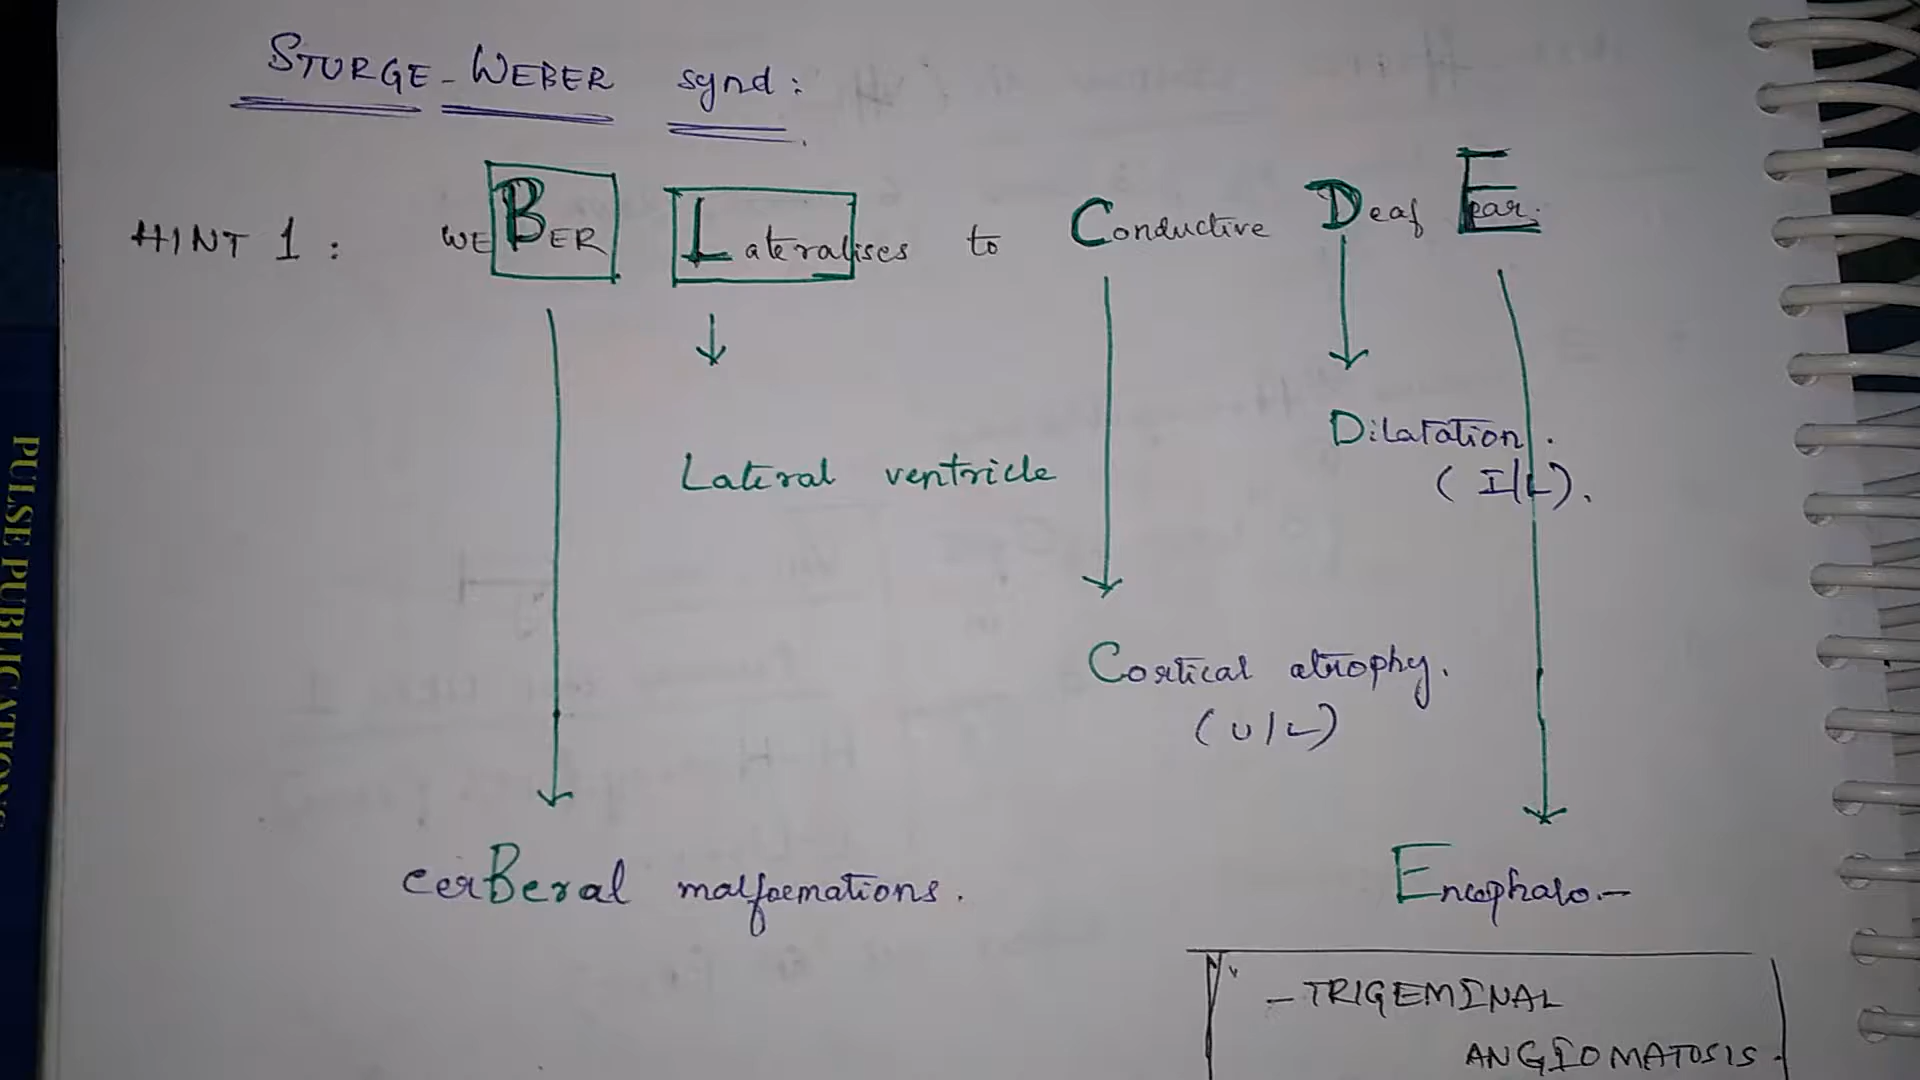 STURGE-WEBER synd:
HINT 1 : WEBER Lateralises to Conductive Deaf Ear.
Dilatation.
(I/L).
Lateral ventricle
Cortical atrophy.
(U/L)
cerBeral malformations.
Encephalo.-
- TRIGEMINAL
ANGIOMATOSIS.
PULSE PUBLICATIONS